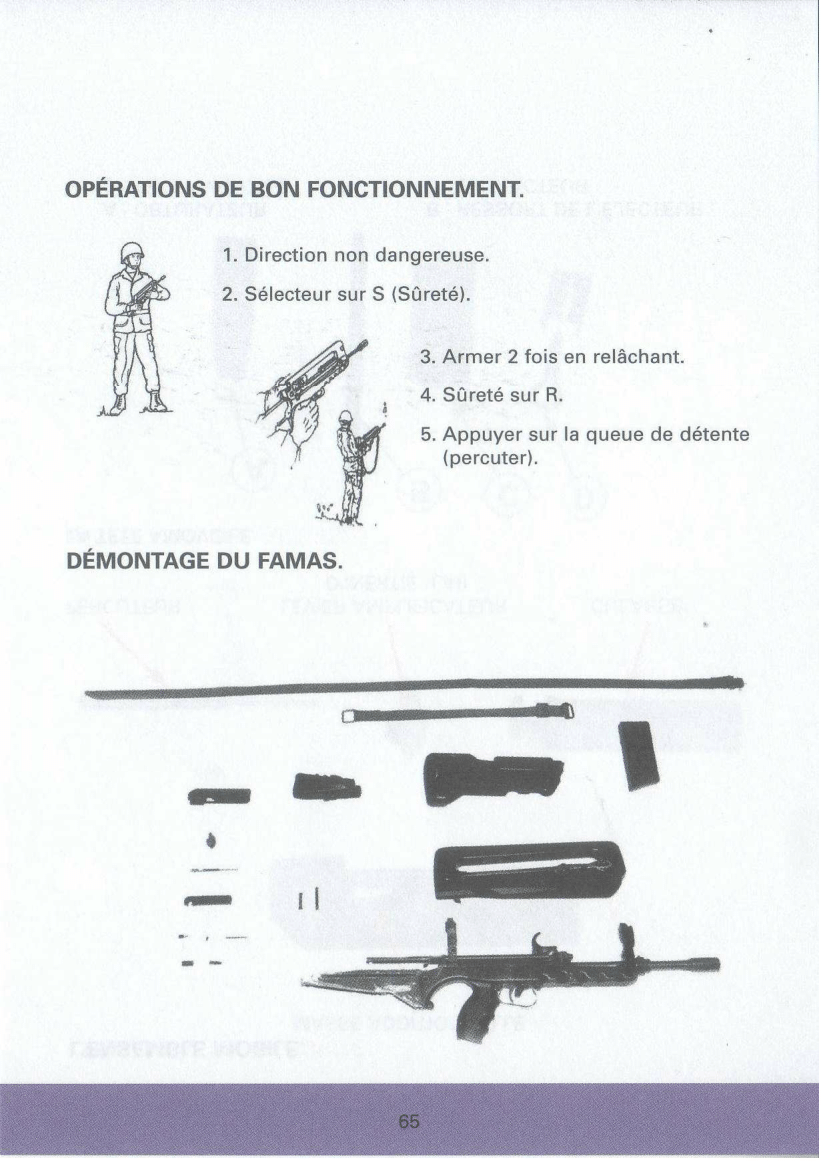 OPÉRATIONS DE BON FONCTIONNEMENT.
1. Direction non dangereuse.
2. Sélecteur sur S (Sûreté).
3. Armer 2 fois en relâchant.
4. Sûreté sur R.
5. Appuyer sur la queue de détente
(percuter).
DÉMONTAGE DU FAMAS.
65